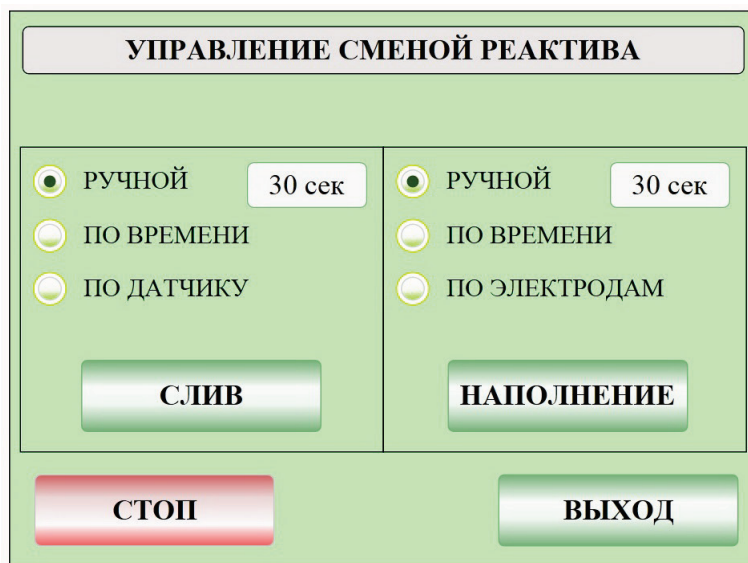 УПРАВЛЕНИЕ СМЕНОЙ РЕАКТИВА
РУЧНОЙ
30 сек
ПО ВРЕМЕНИ
ПО ДАТЧИКУ
СЛИВ
РУЧНОЙ
30 сек
ПО ВРЕМЕНИ
ПО ЭЛЕКТРОДАМ
НАПОЛНЕНИЕ
СТОП
ВЫХОД